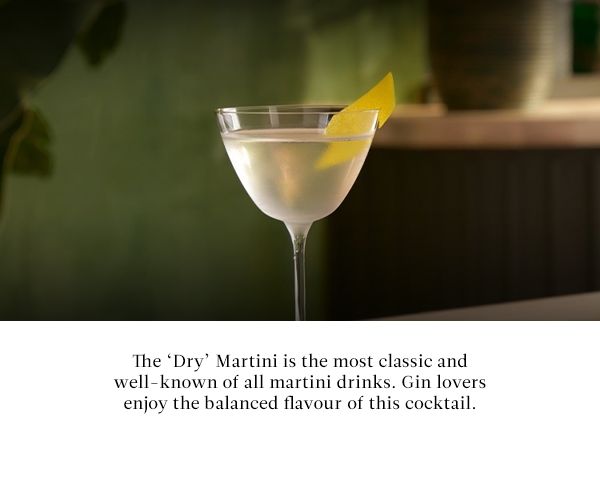 The ‘Dry’ Martini is the most classic and
well-known of all martini drinks. Gin lovers
enjoy the balanced flavour of this cocktail.